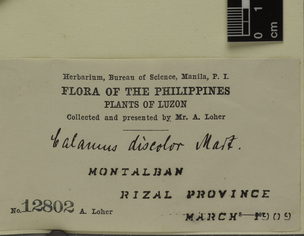 0 1
cm
Herbarium, Bureau of Science, Manila, P. I.
FLORA OF THE PHILIPPINES
PLANTS OF LUZON
Collected and presented by Mr. A. Loher
Calamus discolor Mart.
MONTALBAN
RIZAL PROVINCE
No. 12802 A. Loher
MARCH 1909